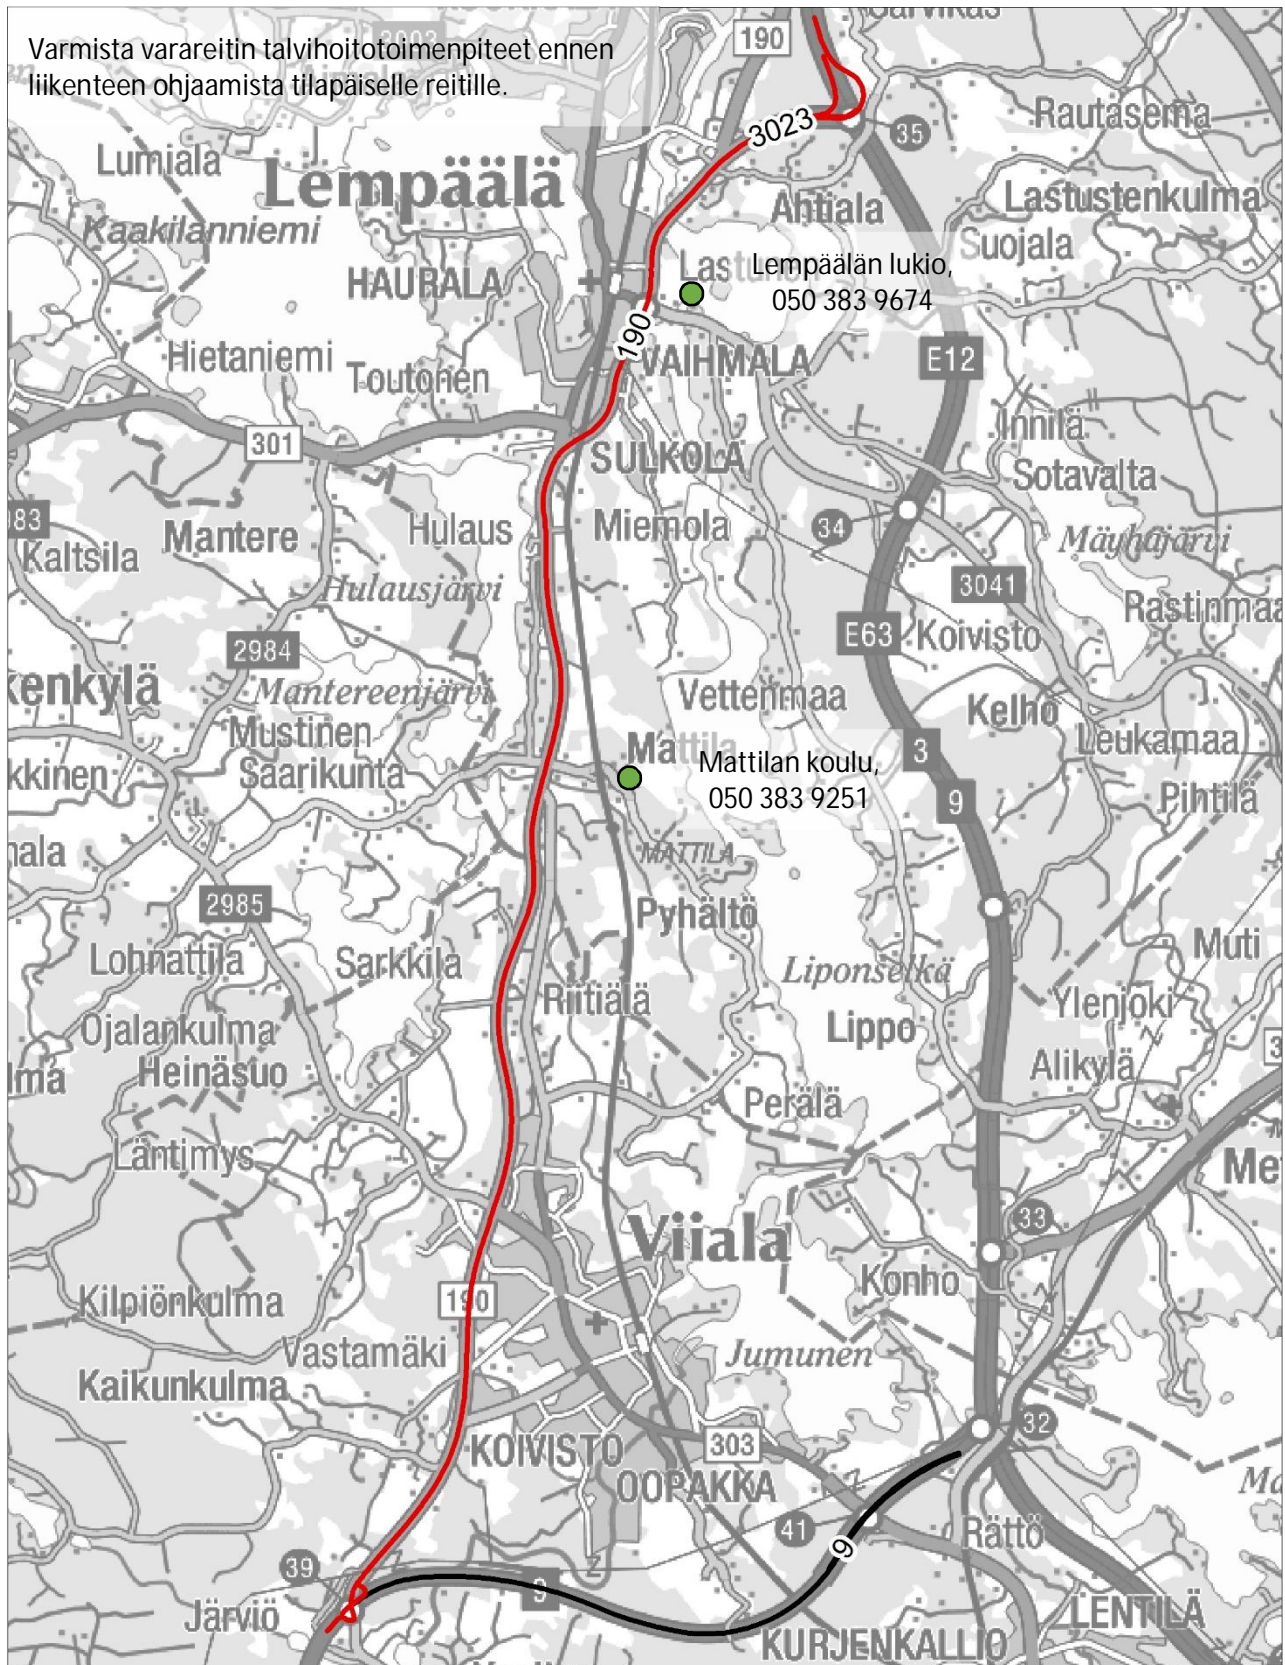 Varmista varareitin talvihoitotoimenpiteet ennen
liikenteen ohjaamista tilapäiselle reitille.
190
3023
35
Rautasema
Lumiala
Lempäälä
Ahtiala
Lastustenkulma
Kaakilanniemi
Suojala
HAURALA
Lempäälän lukio,
050 383 9674
190
VAIHMALA
E12
Hietaniemi
Toutonen
301
Innilä
SULKOLA
Sotavalta
Mantere
Hulaus
Miemola
34
Mäyhäjärvi
Kaltsila
Hulausjärvi
3041
E63
Koivisto
2984
Mantereenjärvi
Vettenmaa
Kelho
Mustinen
Leukamaa
Mattila
3
Saarikunta
Mattilan koulu,
050 383 9251
9
Pihtilä
MATTILA
2985
Pyhältö
Muti
Lohnattila
Sarkkila
Liponselkä
Riitiälä
Ylenjoki
Ojalankulma
Lippo
Heinäsuo
Alikylä
Perälä
Läntimys
Viiala
33
Konho
Kilpiönkulma
190
Vastamäki
Jumunen
Kaikunkulma
32
KOIVISTO
303
OOPAKKA
41
9
Rättö
39
9
Järviö
LENTILÄ
KURJENKALLIO